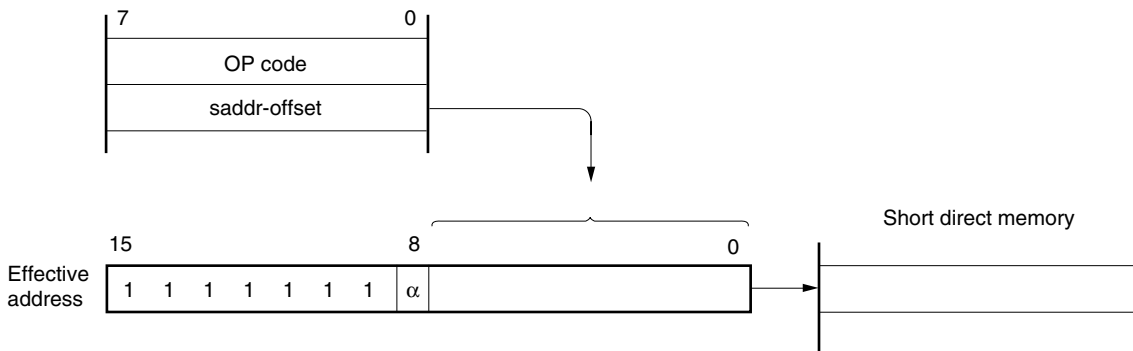 7 0
OP code
saddr-offset
Short direct memory
15 8 0
Effective address
1 1 1 1 1 1 1 α